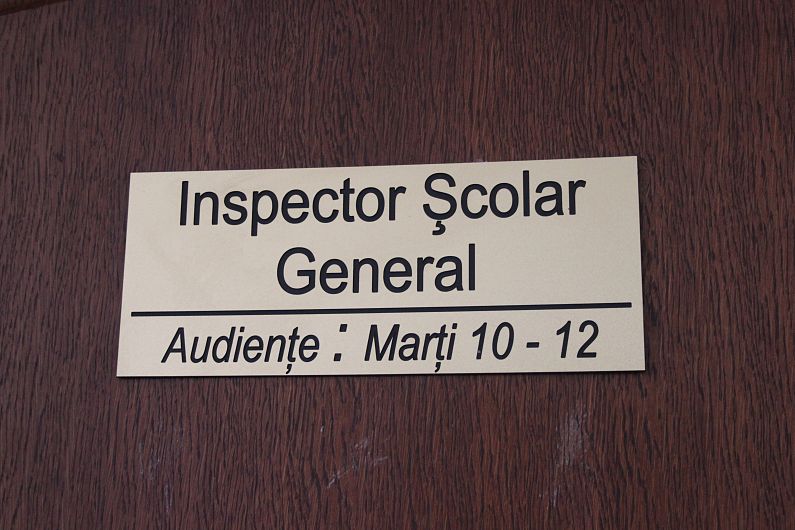 Inspector Şcolar
General
Audiențe : Marți 10 - 12